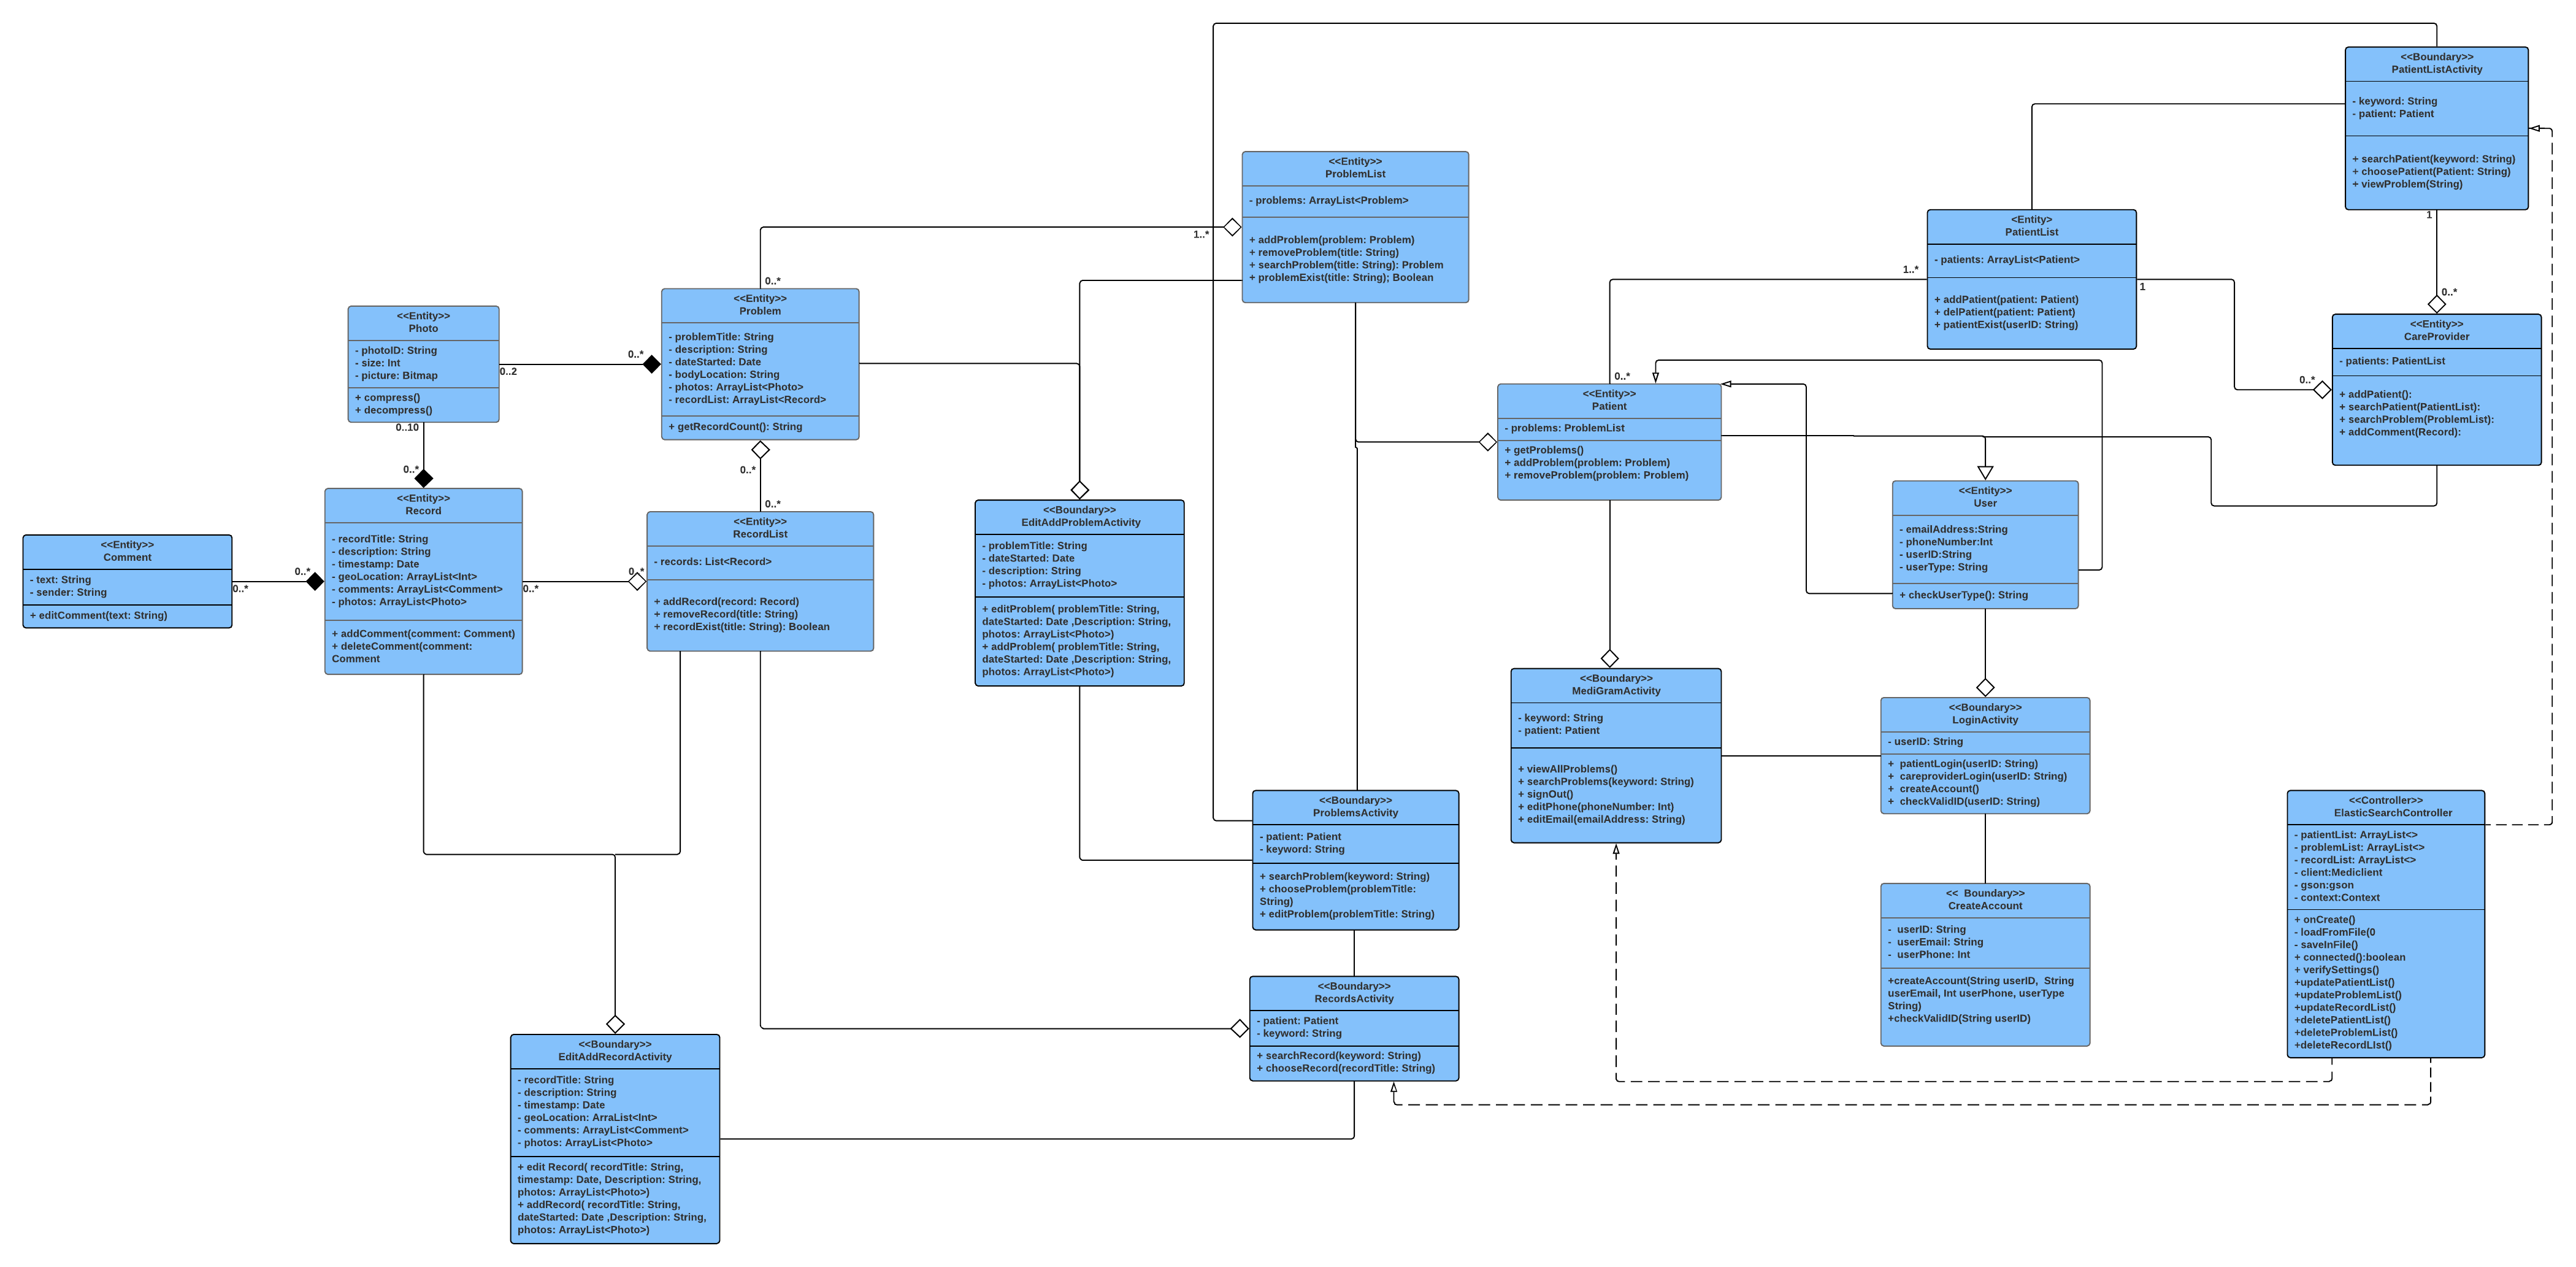 <<Boundary>>
PatientListActivity
- keyword: String
- patient: Patient
+ searchPatient(keyword: String)
+ choosePatient(Patient: String)
+ viewProblem(String)
1
0..*
<<Entity>>
ProblemList
- problems: ArrayList<Problem>
+ addProblem(problem: Problem)
+ removeProblem(title: String)
+ searchProblem(title: String): Problem
+ problemExist(title: String); Boolean
1..*
0..*
<Entity>
PatientList
- patients: ArrayList<Patient>
+ addPatient(patient: Patient)
+ delPatient(patient: Patient)
+ patientExist(userID: String)
1..*
1
0..*
0..*
<<Entity>>
CareProvider
- patients: PatientList
+ addPatient():
+ searchPatient(PatientList):
+ searchProblem(ProblemList):
+ addComment(Record):
<<Entity>>
Photo
- photoID: String
- size: Int
- picture: Bitmap
+ compress()
+ decompress()
0..2
0..*
0..10
0..*
<<Entity>>
Problem
- problemTitle: String
- description: String
- dateStarted: Date
- bodyLocation: String
- photos: ArrayList<Photo>
- recordList: ArrayList<Record>
+ getRecordCount(): String
0..*
0..*
<<Entity>>
Patient
- problems: ProblemList
+ getProblems()
+ addProblem(problem: Problem)
+ removeProblem(problem: Problem)
<<Entity>>
User
- emailAddress:String
- phoneNumber:Int
- userID:String
- userType: String
+ checkUserType(): String
<<Entity>>
Comment
- text: String
- sender: String
+ editComment(text: String)
0..*
0..*
<<Entity>>
Record
- recordTitle: String
- description: String
- timestamp: Date
- geoLocation: ArrayList<Int>
- comments: ArrayList<Comment>
- photos: ArrayList<Photo>
+ addComment(comment: Comment)
+ deleteComment(comment:
Comment
0..*
0..*
<<Entity>>
RecordList
- records: List<Record>
+ addRecord(record: Record)
+ removeRecord(title: String)
+ recordExist(title: String): Boolean
<<Boundary>>
EditAddProblemActivity
- problemTitle: String
- dateStarted: Date
- description: String
- photos: ArrayList<Photo>
+ editProblem( problemTitle: String,
dateStarted: Date ,Description: String,
photos: ArrayList<Photo>)
+ addProblem( problemTitle: String,
dateStarted: Date ,Description: String,
photos: ArrayList<Photo>)
<<Boundary>>
MediGramActivity
- keyword: String
- patient: Patient
+ viewAllProblems()
+ searchProblems(keyword: String)
+ signOut()
+ editPhone(phoneNumber: Int)
+ editEmail(emailAddress: String)
<<Boundary>>
LoginActivity
- userID: String
+  patientLogin(userID: String)
+  careproviderLogin(userID: String)
+  createAccount()
+  checkValidID(userID: String)
<<Boundary>>
ProblemsActivity
- patient: Patient
- keyword: String
+ searchProblem(keyword: String)
+ chooseProblem(problemTitle:
String)
+ editProblem(problemTitle: String)
<<  Boundary>>
CreateAccount
-  userID: String
-  userEmail: String
-  userPhone: Int
+createAccount(String userID,  String
userEmail, Int userPhone, userType
String)
+checkValidID(String userID)
<<Controller>>
ElasticSearchController
- patientList: ArrayList<>
- problemList: ArrayList<>
- recordList: ArrayList<>
- client:Mediclient
- gson:gson
- context:Context
+ onCreate()
- loadFromFile(0
- saveInFile()
+ connected():boolean
+ verifySettings()
+updatePatientList()
+updateProblemList()
+updateRecordList()
+deletePatientList()
+deleteProblemList()
+deleteRecordLIst()
<<Boundary>>
RecordsActivity
- patient: Patient
- keyword: String
+ searchRecord(keyword: String)
+ chooseRecord(recordTitle: String)
<<Boundary>>
EditAddRecordActivity
- recordTitle: String
- description: String
- timestamp: Date
- geoLocation: ArraList<Int>
- comments: ArrayList<Comment>
- photos: ArrayList<Photo>
+ edit Record( recordTitle: String,
timestamp: Date, Description: String,
photos: ArrayList<Photo>)
+ addRecord( recordTitle: String,
dateStarted: Date ,Description: String,
photos: ArrayList<Photo>)